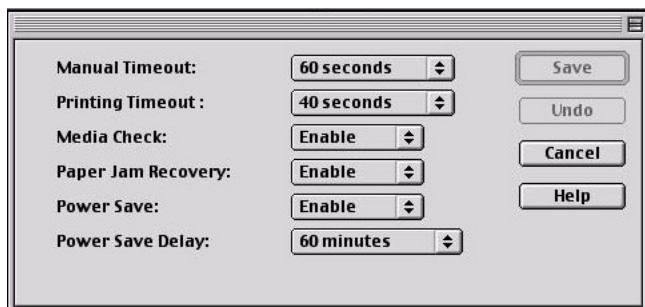 Manual Timeout: 60 seconds Save
Printing Timeout : 40 seconds Undo
Media Check: Enable
Cancel
Paper Jam Recovery: Enable
Help
Power Save: Enable
Power Save Delay: 60 minutes